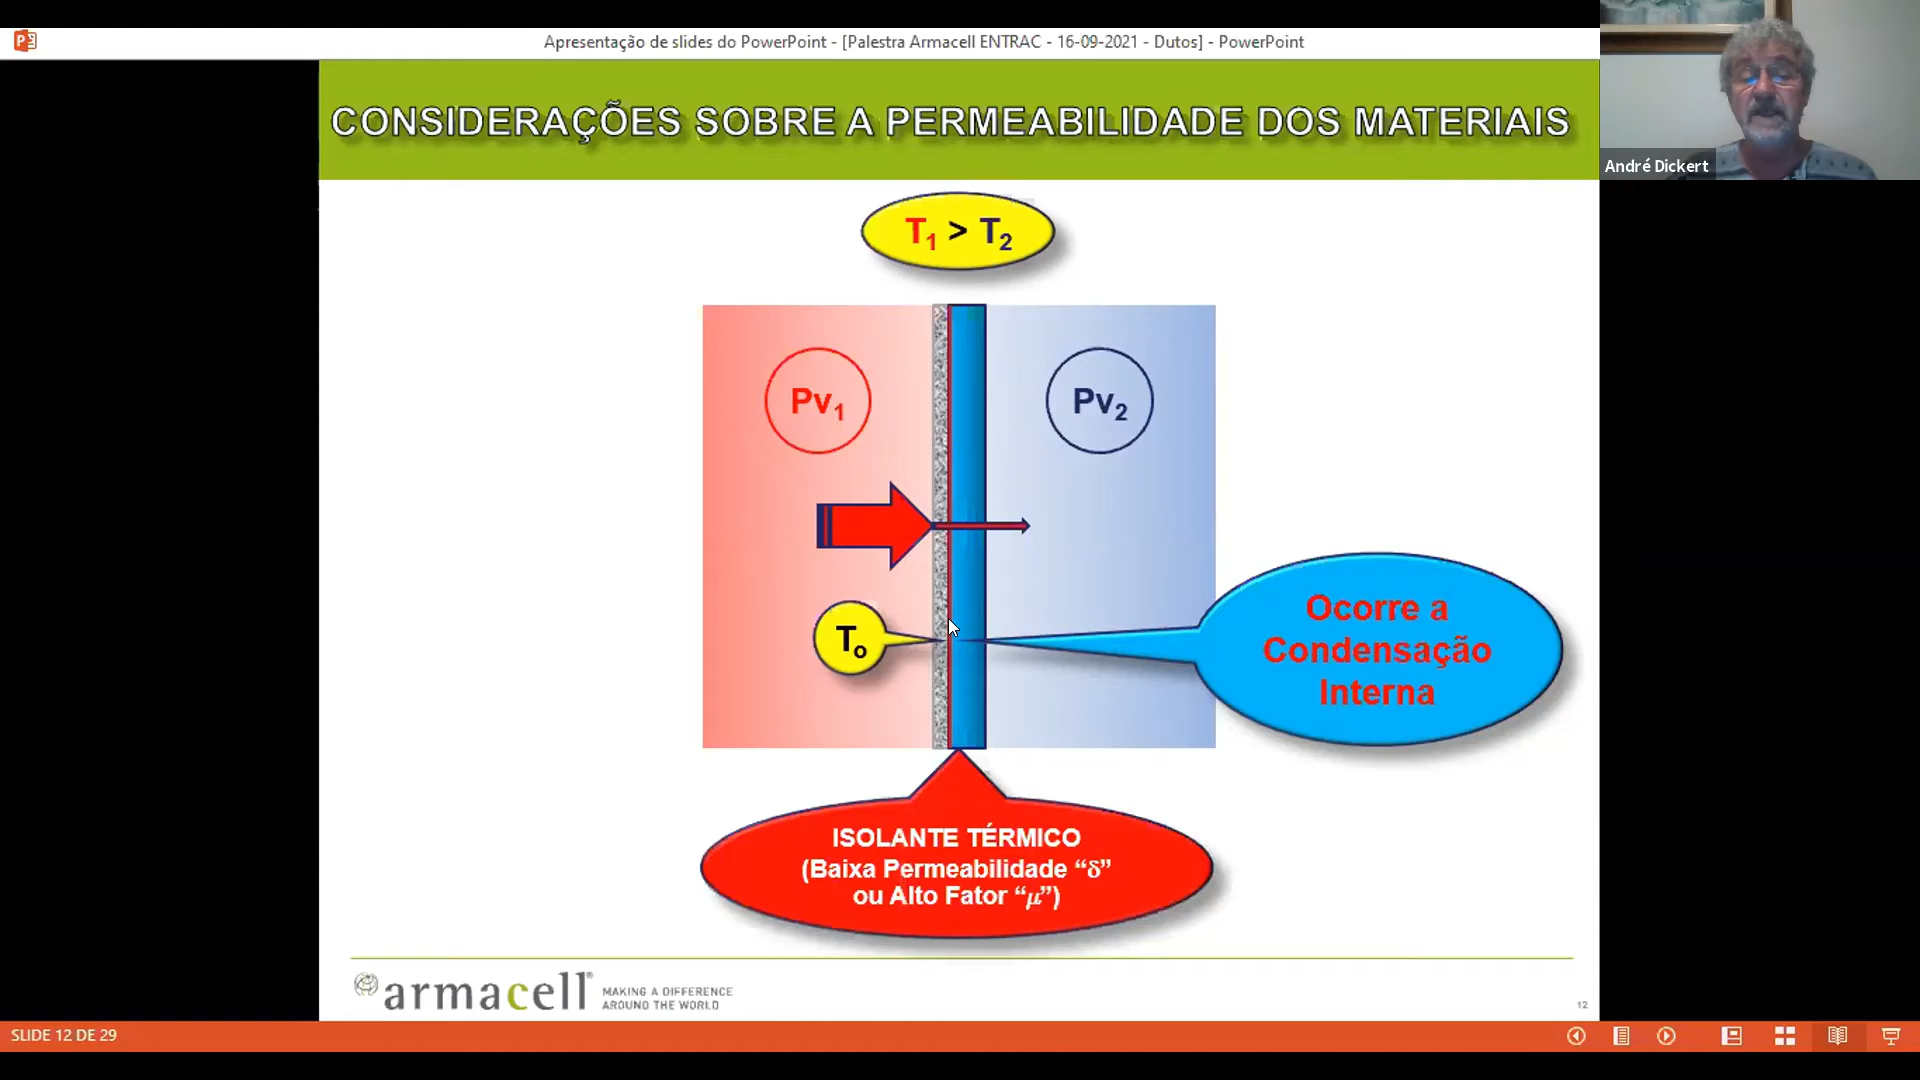 Apresentação de slides do PowerPoint - [Palestra Armacell ENTRAC - 16-09-2021 - Dutos] - PowerPoint
CONSIDERAÇÕES SOBRE A PERMEABILIDADE DOS MATERIAIS
André Dickert
T1 > T2
Pv1
Pv2
To
Ocorre a
Condensação
Interna
ISOLANTE TÉRMICO
(Baixa Permeabilidade “δ”
ou Alto Fator “μ”)
armacell®
MAKING A DIFFERENCE
AROUND THE WORLD
12
SLIDE 12 DE 29